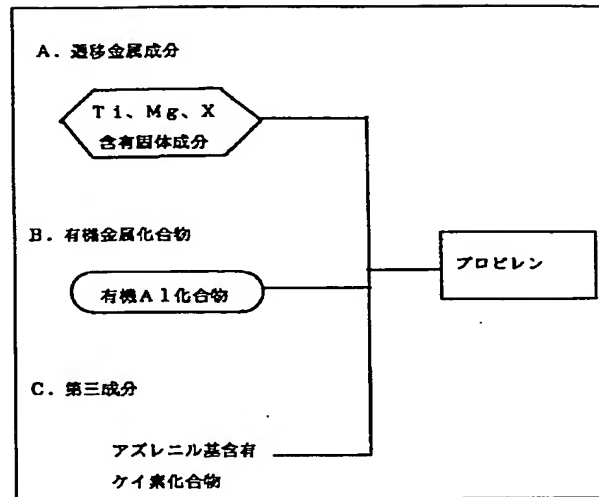 A．遷移金属成分
Ti、Mg、X
含有固体成分
B．有機金属化合物
プロピレン
有機Al化合物
C．第三成分
アズレニル基含有
ケイ素化合物